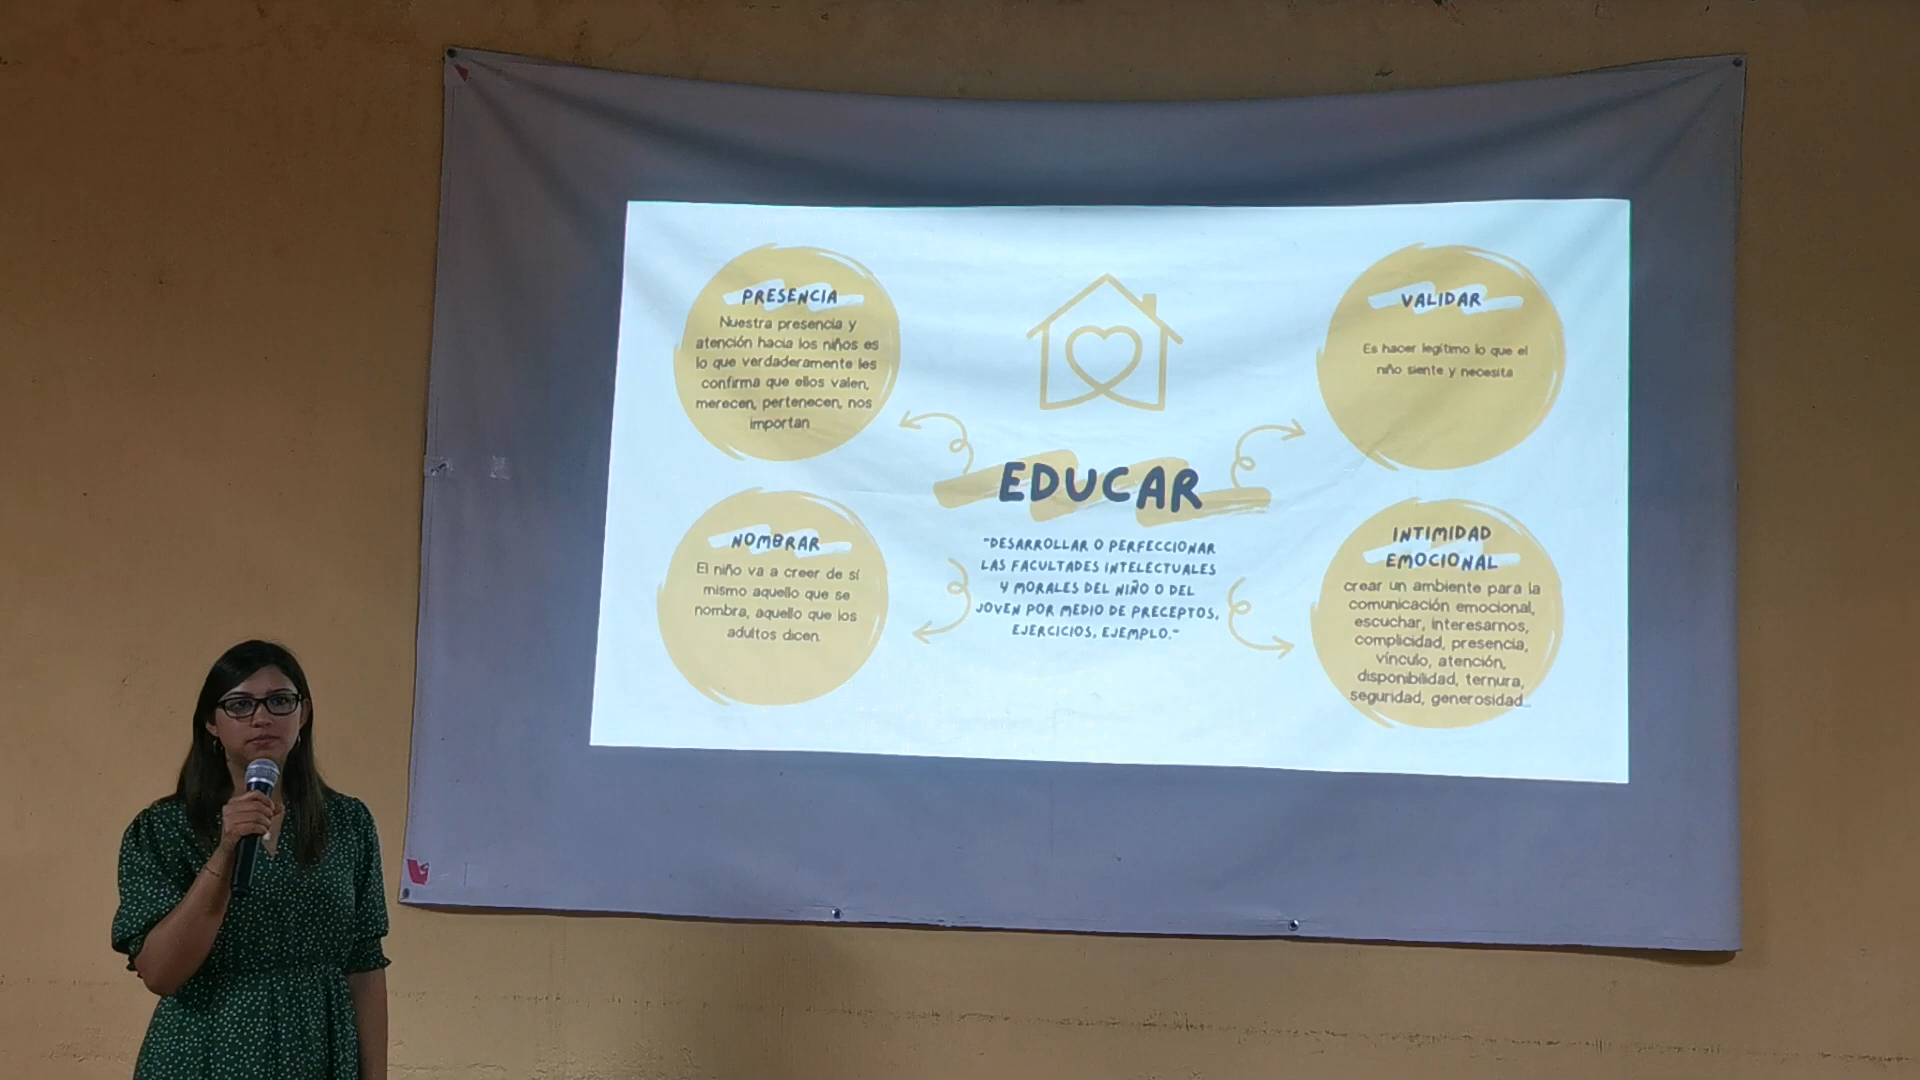 PRESENCIA
Nuestra presencia y
atención hacia los niños es
lo que verdaderamente les
confirma que ellos valen,
merecen, pertenecen, nos
importan
VALIDAR
Es hacer legítimo lo que el
niño siente y necesita
EDUCAR
"DESARROLLAR O PERFECCIONAR
LAS FACULTADES INTELECTUALES
Y MORALES DEL NIÑO O DEL
JOVEN POR MEDIO DE PRECEPTOS,
EJERCICIOS, EJEMPLO."
NOMBRAR
El niño va a creer de sí
mismo aquello que se
nombra, aquello que los
adultos dicen.
INTIMIDAD
EMOCIONAL
crear un ambiente para la
comunicación emocional,
escuchar, interesarnos,
complicidad, presencia,
vínculo, atención,
disponibilidad, ternura,
seguridad, generosidad...